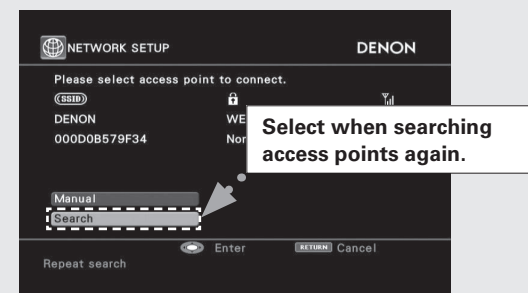 NETWORK SETUP DENON
Please select access point to connect.
SSID
DENON WE
000D0B579F34 Non
Select when searching
access points again.
Manual
Search
Enter RETURN Cancel
Repeat search